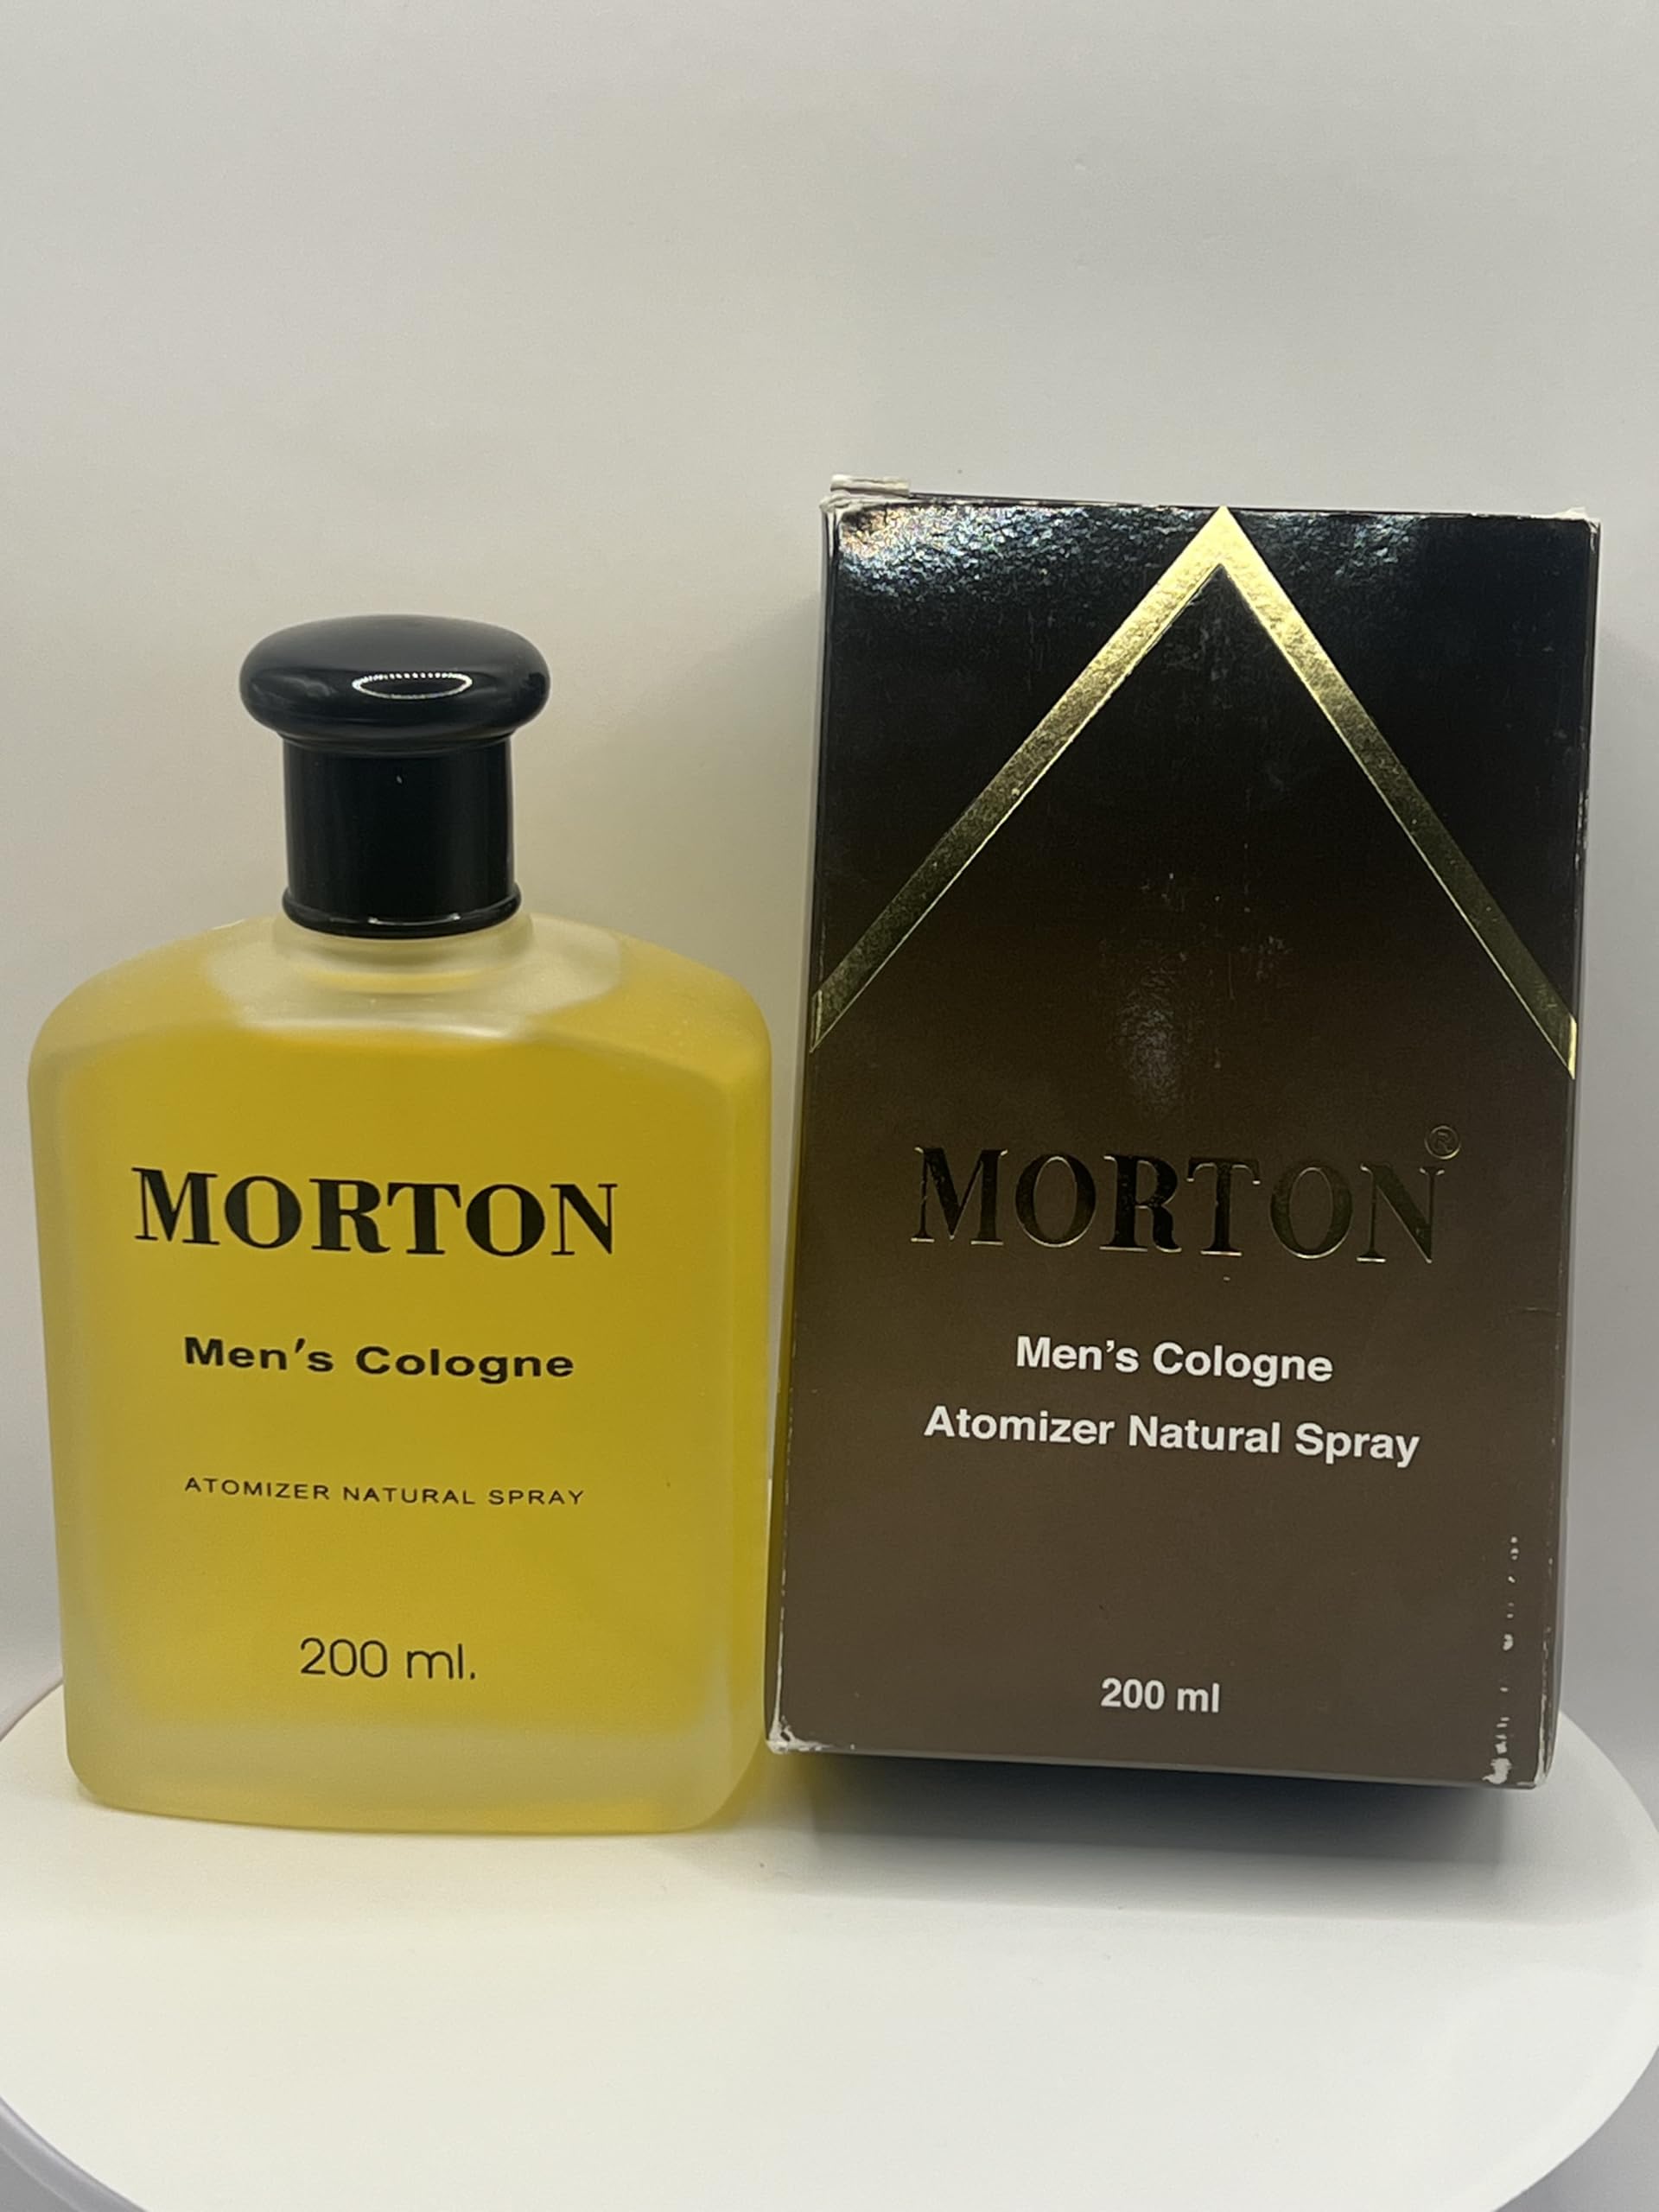 MORTON
Men's Cologne
ATOMIZER NATURAL SPRAY
200 ml.
MORTON®
Men's Cologne
Atomizer Natural Spray
200 ml